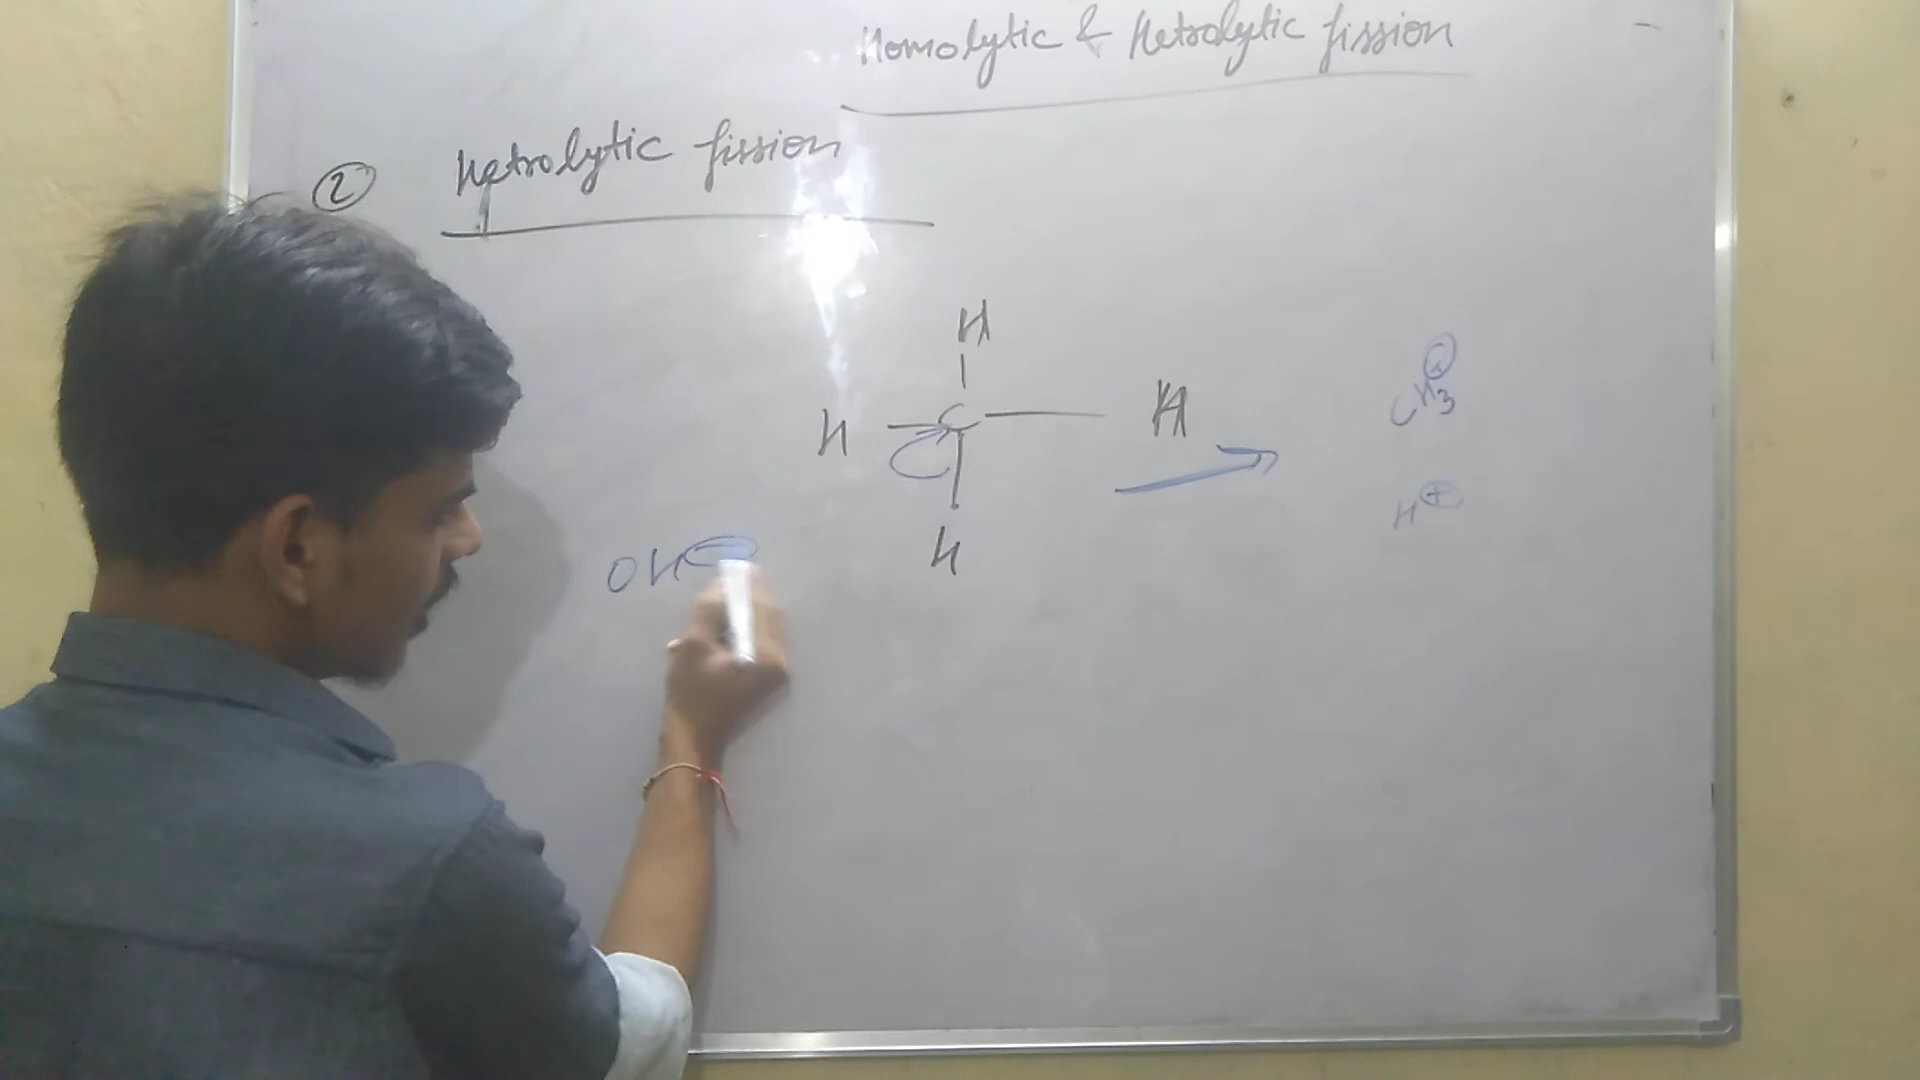 Homolytic & Hetrolytic fission
② Hetrolytic fission
H
H C H
H
CH3
H⊕
OH⊖